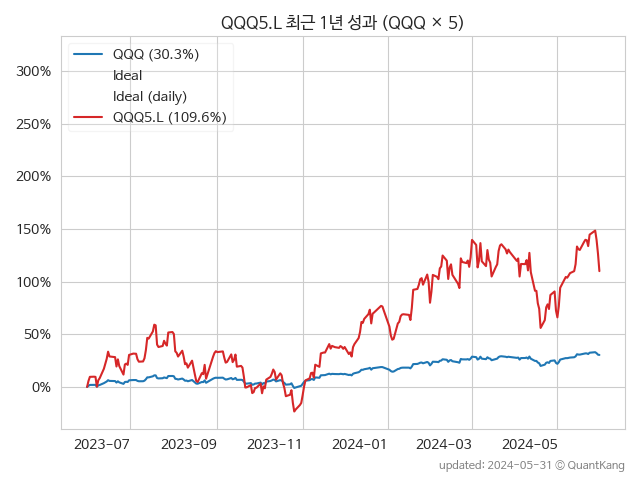 QQQ5.L 최근 1년 성과 (QQQ × 5)
QQQ (30.3%)
Ideal
Ideal (daily)
QQQ5.L (109.6%)
300%
250%
200%
150%
100%
50%
0%
2023-07 2023-09 2023-11 2024-01 2024-03 2024-05
updated: 2024-05-31 © QuantKang